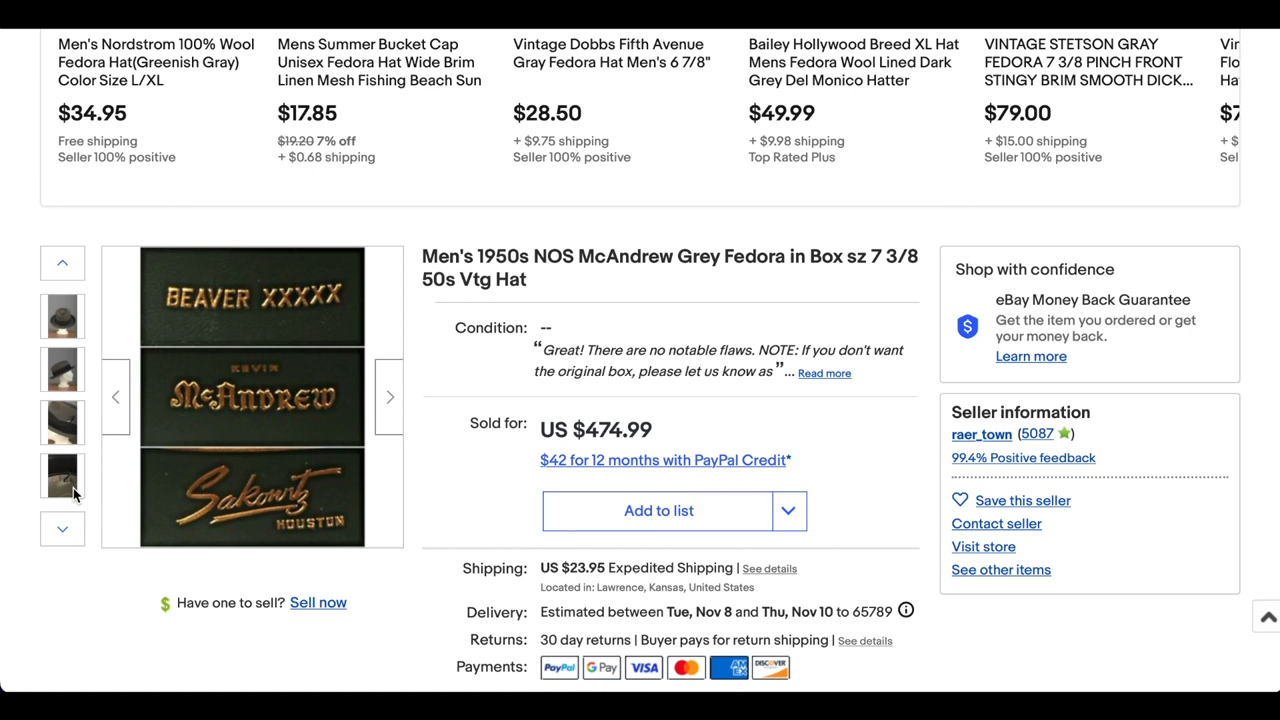 Men's Nordstrom 100% Wool
Fedora Hat(Greenish Gray)
Color Size L/XL
$34.95
Free shipping
Seller 100% positive
Mens Summer Bucket Cap
Unisex Fedora Hat Wide Brim
Linen Mesh Fishing Beach Sun
$17.85
$19.20 7% off
+ $0.68 shipping
Vintage Dobbs Fifth Avenue
Gray Fedora Hat Men's 6 7/8"
$28.50
+ $9.75 shipping
Seller 100% positive
Bailey Hollywood Breed XL Hat
Mens Fedora Wool Lined Dark
Grey Del Monico Hatter
$49.99
+ $9.98 shipping
Top Rated Plus
VINTAGE STETSON GRAY
FEDORA 7 3/8 PINCH FRONT
STINGY BRIM SMOOTH DICK...
$79.00
+ $15.00 shipping
Seller 100% positive
BEAVER XXXXX
KEVIN
McANDREW
Sakowitz
HOUSTON
$ Have one to sell? Sell now
Men's 1950s NOS McAndrew Grey Fedora in Box sz 7 3/8
50s Vtg Hat
Condition: --
“Great! There are no notable flaws. NOTE: If you don't want
the original box, please let us know as ”... Read more
Sold for: US $474.99
$42 for 12 months with PayPal Credit*
Add to list
Shipping: US $23.95 Expedited Shipping | See details
Located in: Lawrence, Kansas, United States
Delivery: Estimated between Tue, Nov 8 and Thu, Nov 10 to 65789
Returns: 30 day returns | Buyer pays for return shipping | See details
Payments: PayPal G Pay VISA AM EX DISCOVER
Shop with confidence
eBay Money Back Guarantee
$ Get the item you ordered or get
your money back.
Learn more
Seller information
raer_town (5087)
99.4% Positive feedback
Save this seller
Contact seller
Visit store
See other items